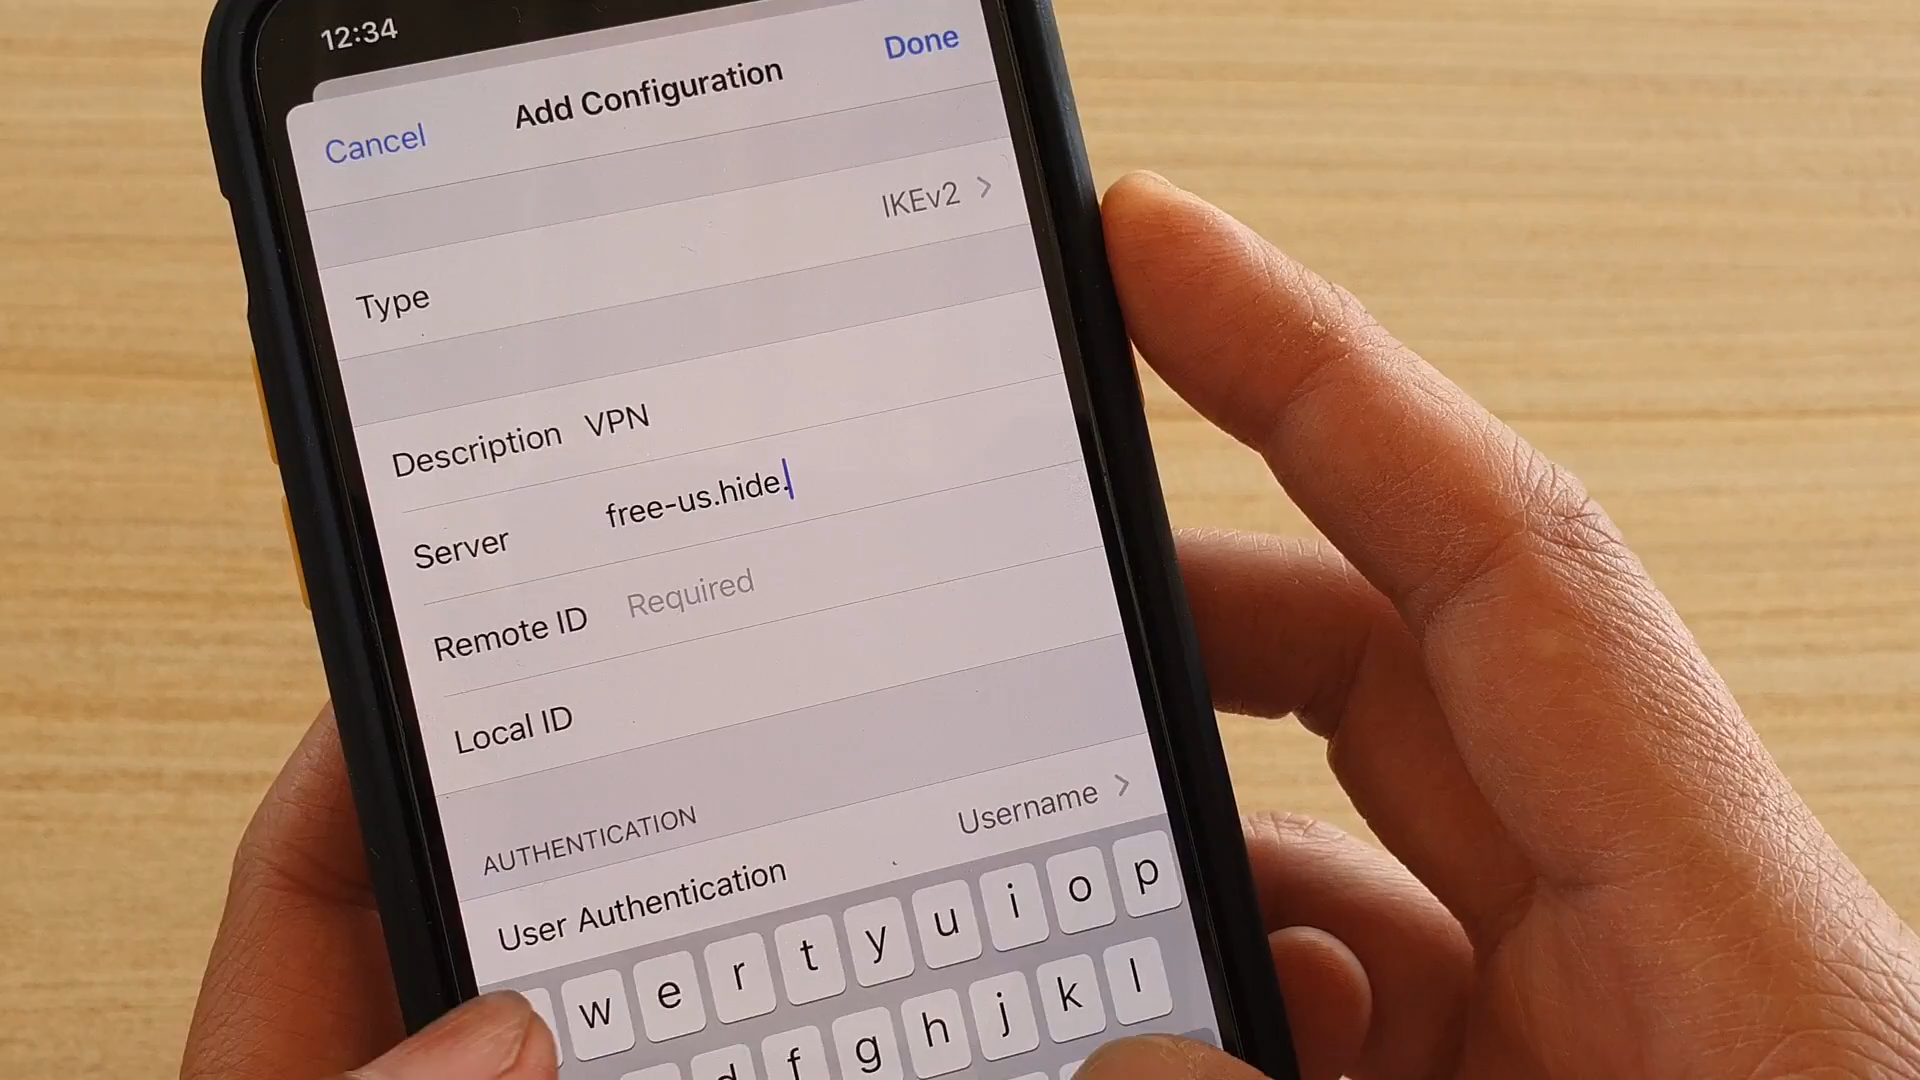 12:34
Cancel Add Configuration Done
Type IKEv2
Description VPN
Server free-us.hide.
Remote ID Required
Local ID
AUTHENTICATION
User Authentication Username
w e r t y u i o p
d f g h j k l